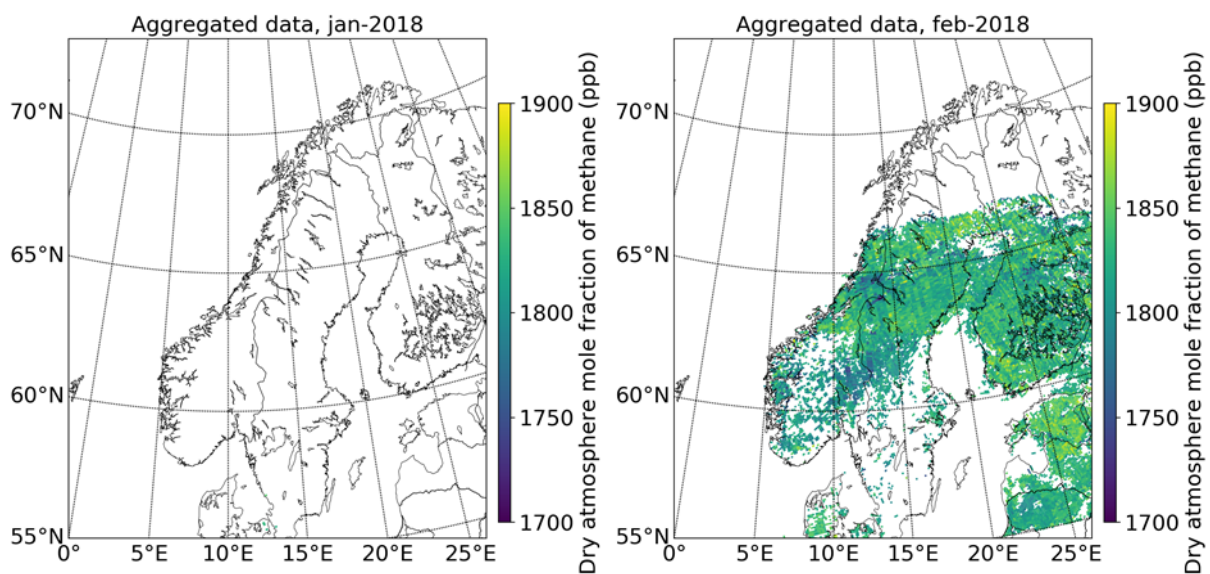 Aggregated data, jan-2018
70°N
65°N
60°N
55°N
0°
5°E
10°E
15°E
20°E
25°E
1900
1850
1800
1750
1700
Dry atmosphere mole fraction of methane (ppb)
Aggregated data, feb-2018
70°N
65°N
60°N
55°N
0°
5°E
10°E
15°E
20°E
25°E
1900
1850
1800
1750
1700
Dry atmosphere mole fraction of methane (ppb)